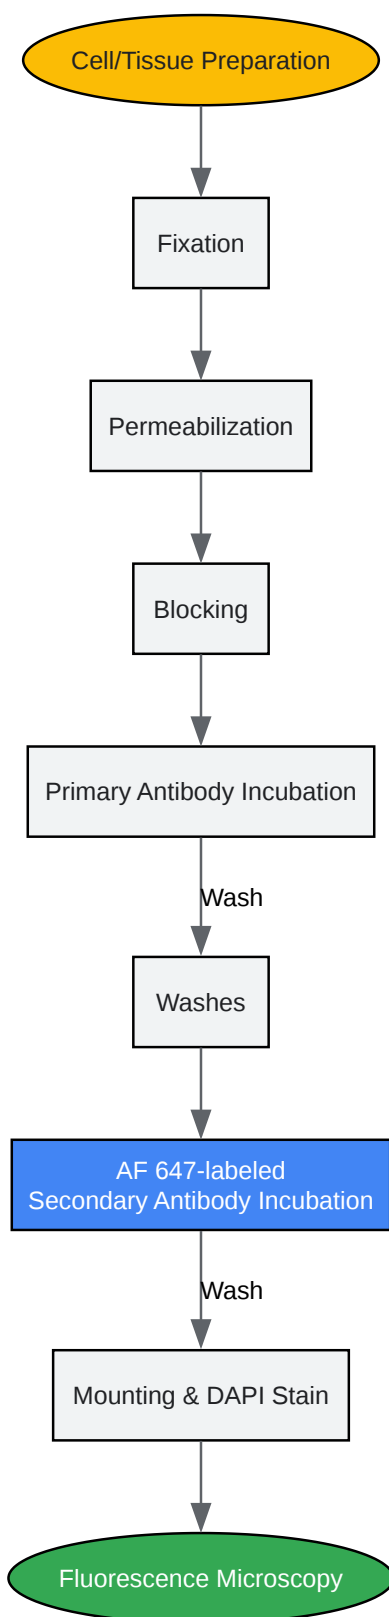 Cell/Tissue Preparation
Fixation
Permeabilization
Blocking
Primary Antibody Incubation
Wash
Washes
AF 647-labeled
Secondary Antibody Incubation
Wash
Mounting & DAPI Stain
Fluorescence Microscopy